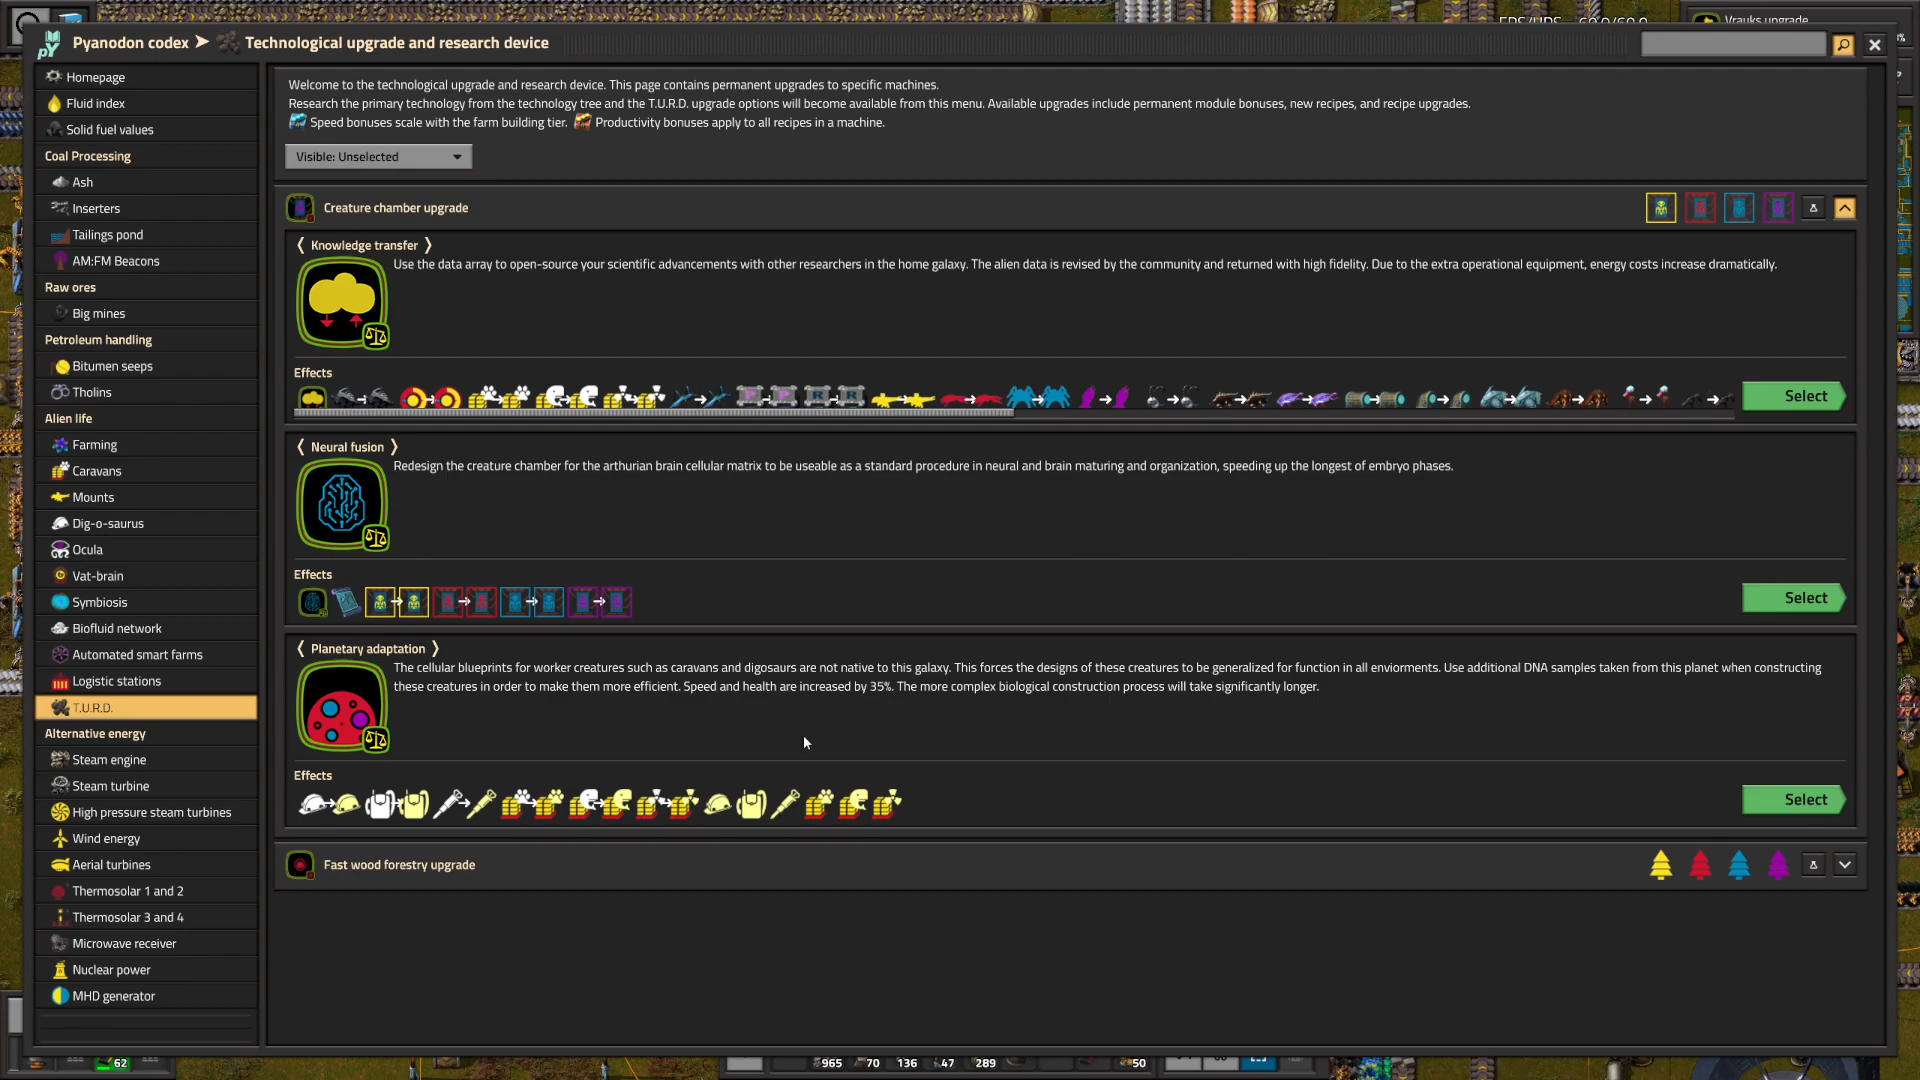 Pyanodon codex
Technological upgrade and research device
Homepage
Fluid index
Solid fuel values
Coal Processing
Ash
Inserters
Tailings pond
AM:FM Beacons
Raw ores
Big mines
Petroleum handling
Bitumen seeps
Tholins
Alien life
Farming
Caravans
Mounts
Dig-o-saurus
Ocula
Vat-brain
Symbiosis
Biofluid network
Automated smart farms
Logistic stations
T.U.R.D.
Alternative energy
Steam engine
Steam turbine
High pressure steam turbines
Wind energy
Aerial turbines
Thermosolar 1 and 2
Thermosolar 3 and 4
Microwave receiver
Nuclear power
MHD generator
Welcome to the technological upgrade and research device. This page contains permanent upgrades to specific machines.
Research the primary technology from the technology tree and the T.U.R.D. upgrade options will become available from this menu. Available upgrades include permanent module bonuses, new recipes, and recipe upgrades.
Speed bonuses scale with the farm building tier. Productivity bonuses apply to all recipes in a machine.
Visible: Unselected
Creature chamber upgrade
Knowledge transfer
Use the data array to open-source your scientific advancements with other researchers in the home galaxy. The alien data is revised by the community and returned with high fidelity. Due to the extra operational equipment, energy costs increase dramatically.
Effects
Select
Neural fusion
Redesign the creature chamber for the arthurian brain cellular matrix to be useable as a standard procedure in neural and brain maturing and organization, speeding up the longest of embryo phases.
Effects
Select
Planetary adaptation
The cellular blueprints for worker creatures such as caravans and digosaurs are not native to this galaxy. This forces the designs of these creatures to be generalized for function in all enviorments. Use additional DNA samples taken from this planet when constructing
these creatures in order to make them more efficient. Speed and health are increased by 35%. The more complex biological construction process will take significantly longer.
Effects
Select
Fast wood forestry upgrade
62
965 70 136 47 289
50